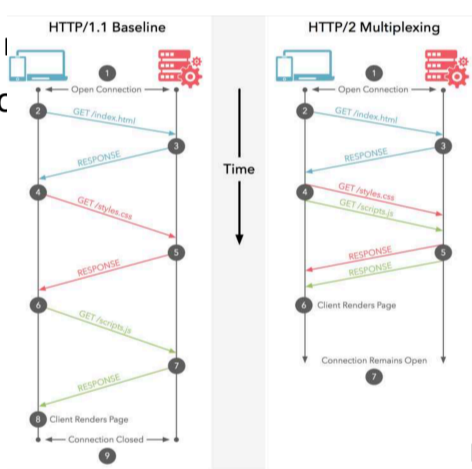 HTTP/1.1 Baseline
1
Open Connection
2
GET /index.html
3
RESPONSE
4
GET /styles.css
5
RESPONSE
6
GET /scripts.js
7
RESPONSE
8 Client Renders Page
Connection Closed
9
Time
HTTP/2 Multiplexing
1
Open Connection
2
GET /index.html
3
RESPONSE
4
GET /styles.css
GET /scripts.js
5
RESPONSE
RESPONSE
6 Client Renders Page
Connection Remains Open
7